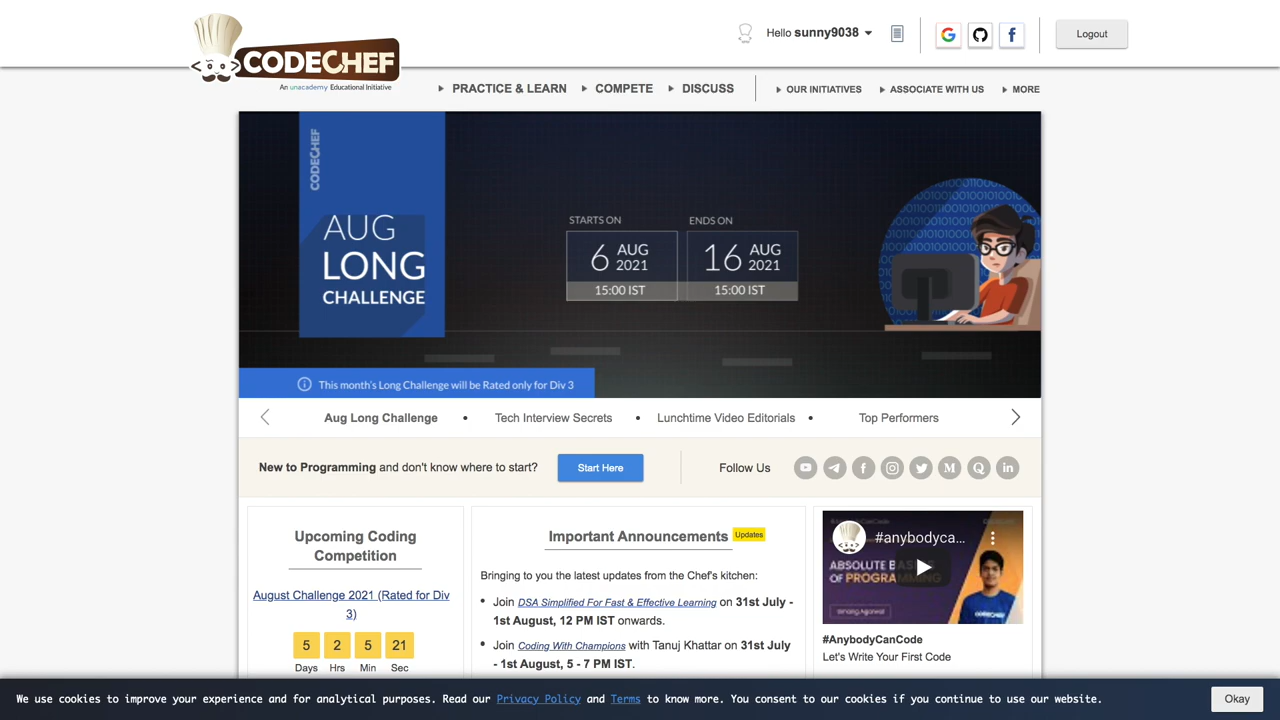 Hello sunny9038
Logout
CODECHEF
An unacademy Educational Initiative
PRACTICE & LEARN
COMPETE
DISCUSS
OUR INITIATIVES
ASSOCIATE WITH US
MORE
CODECHEF
AUG
LONG
CHALLENGE
STARTS ON
6 AUG 2021
15:00 IST
ENDS ON
16 AUG 2021
15:00 IST
This month's Long Challenge will be Rated only for Div 3
Aug Long Challenge • Tech Interview Secrets • Lunchtime Video Editorials • Top Performers
New to Programming and don't know where to start?
Start Here
Follow Us
Upcoming Coding
Competition
August Challenge 2021 (Rated for Div
3)
5 2 5 21
Days Hrs Min Sec
Important Announcements
Updates
Bringing to you the latest updates from the Chef's kitchen:
• Join DSA Simplified For Fast & Effective Learning on 31st July -
1st August, 12 PM IST onwards.
• Join Coding With Champions with Tanuj Khattar on 31st July
- 1st August, 5 - 7 PM IST.
#anybodyca...
ABSOLUTE
OF PROGRAMMING
CODECHEF
#AnybodyCanCode
Let's Write Your First Code
We use cookies to improve your experience and for analytical purposes. Read our Privacy Policy and Terms to know more. You consent to our cookies if you continue to use our website.
Okay